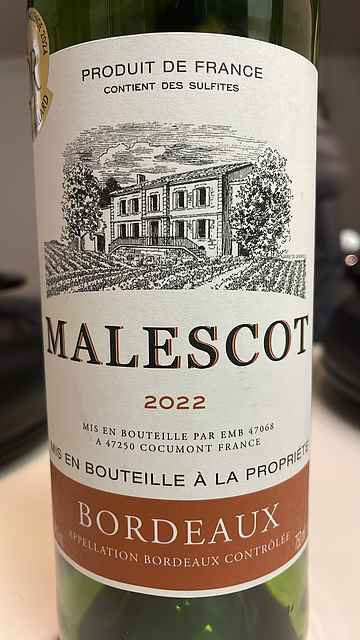 PRODUIT DE FRANCE
CONTIENT DES SULFITES
MALESCOT
2022
MIS EN BOUTEILLE PAR EMB 47068
A 47250 COCUMONT FRANCE
MIS EN BOUTEILLE À LA PROPRIÉTÉ
BORDEAUX
APPELLATION BORDEAUX CONTRÔLÉE